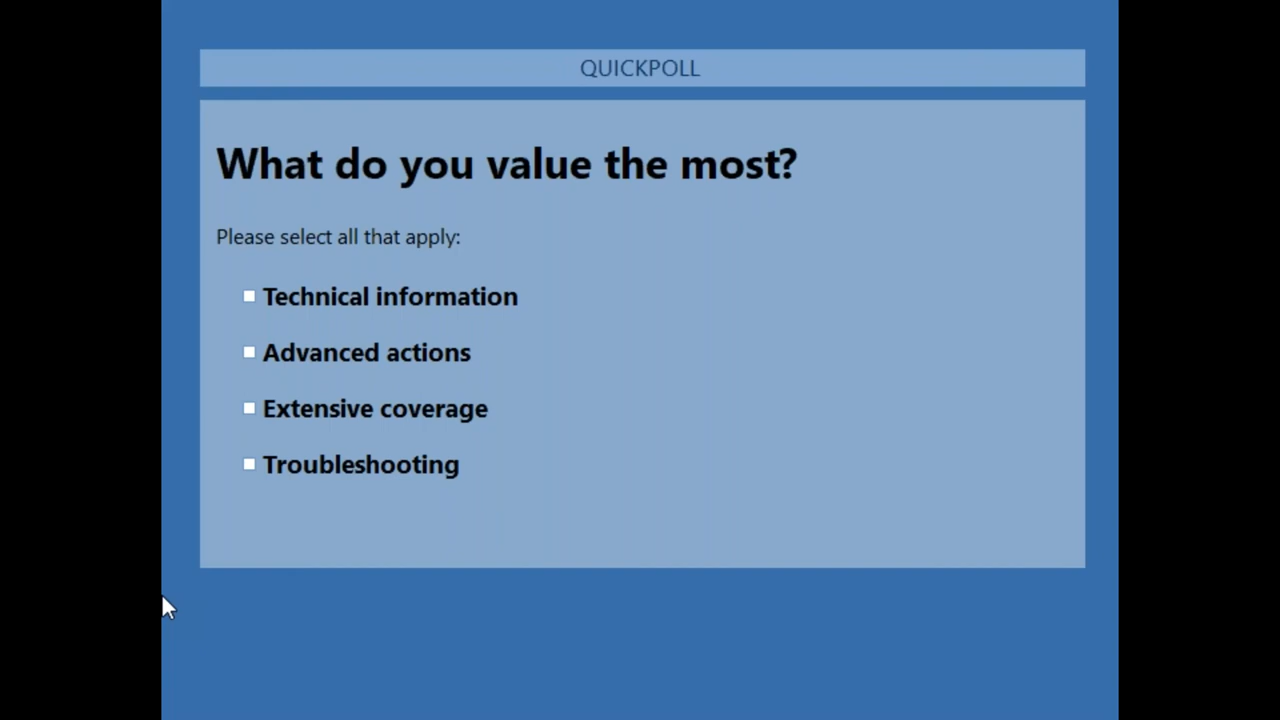 QUICKPOLL
What do you value the most?
Please select all that apply:
Technical information
Advanced actions
Extensive coverage
Troubleshooting